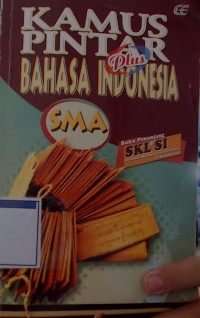 KAMUS
PINTAR
Plus
BAHASA INDONESIA
SMA
Buku Penunjang
SKL/SI